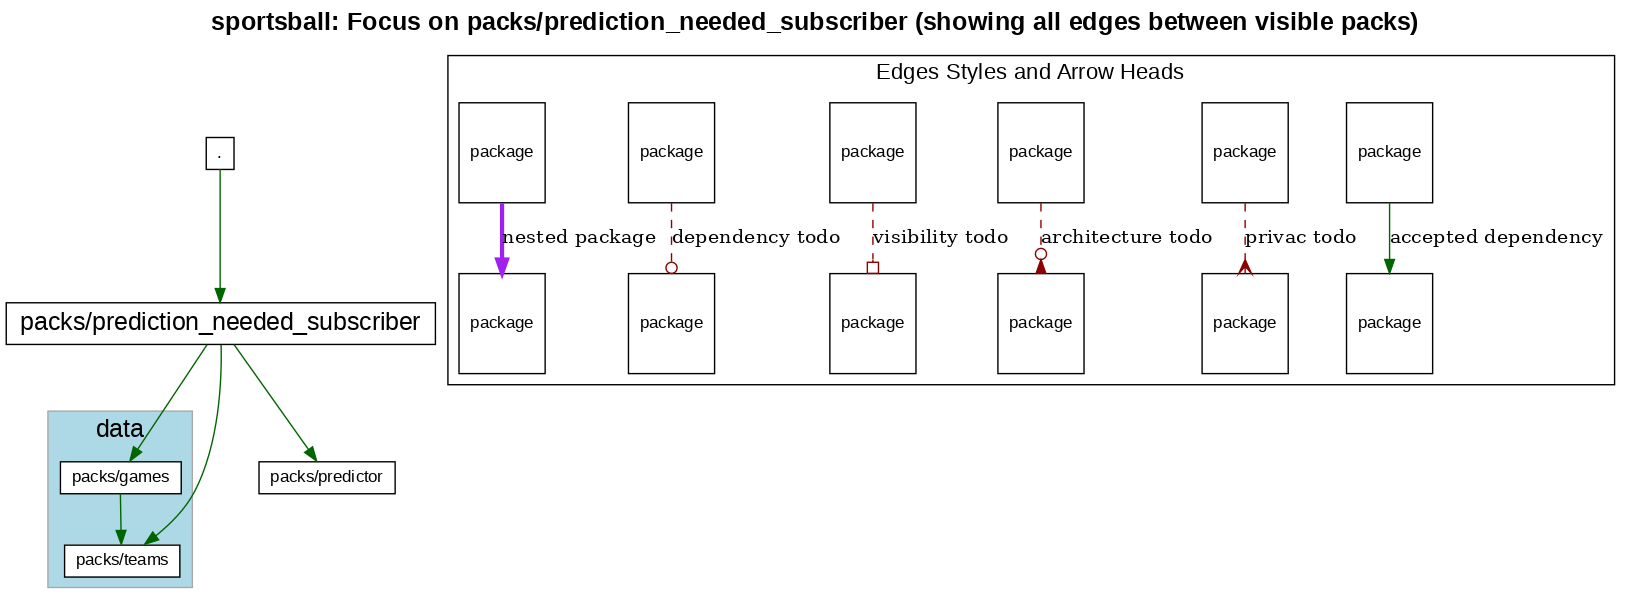 sportsball: Focus on packs/prediction_needed_subscriber (showing all edges between visible packs)
.
packs/prediction_needed_subscriber
data
packs/games
packs/teams
packs/predictor
Edges Styles and Arrow Heads
package package package package package package
nested package dependency todo visibility todo architecture todo privac todo accepted dependency
package package package package package package